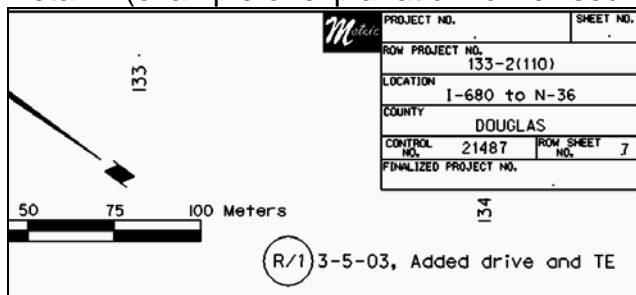 Metric
PROJECT NO.
SHEET NO.
ROW PROJECT NO.
133-2(110)
LOCATION
I-680 to N-36
COUNTY
DOUGLAS
CONTROL NO.
21487
ROW SHEET NO.
7
FINALIZED PROJECT NO.
133
134
50 75 100 Meters
R/1 3-5-03, Added drive and TE